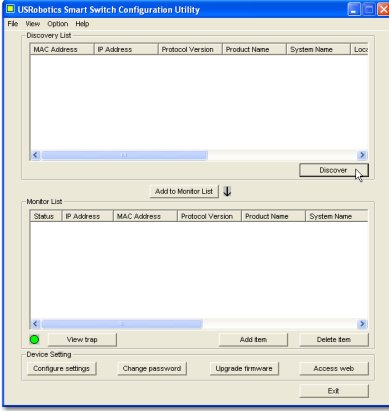 USRobotics Smart Switch Configuration Utility
File View Option Help
Discovery List
MAC Address IP Address Protocol Version Product Name System Name Loca
Discover
Add to Monitor List
Monitor List
Status IP Address MAC Address Protocol Version Product Name System Name
View trap Add item Delete item
Device Setting
Configure settings Change password Upgrade firmware Access web
Exit